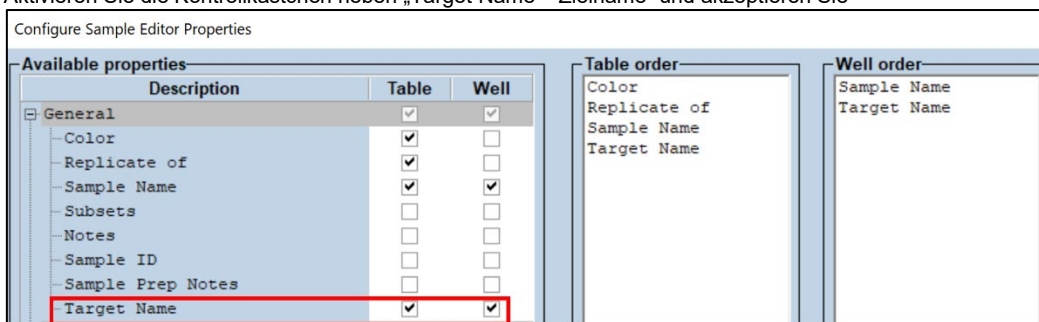 Aktivieren Sie die Kontrollkästchen neben „Target Name – Zielname“ und akzeptieren Sie
Configure Sample Editor Properties
Available properties
Description Table Well
General
Color
Replicate of
Sample Name
Subsets
Notes
Sample ID
Sample Prep Notes
Target Name
Table order
Color
Replicate of
Sample Name
Target Name
Well order
Sample Name
Target Name